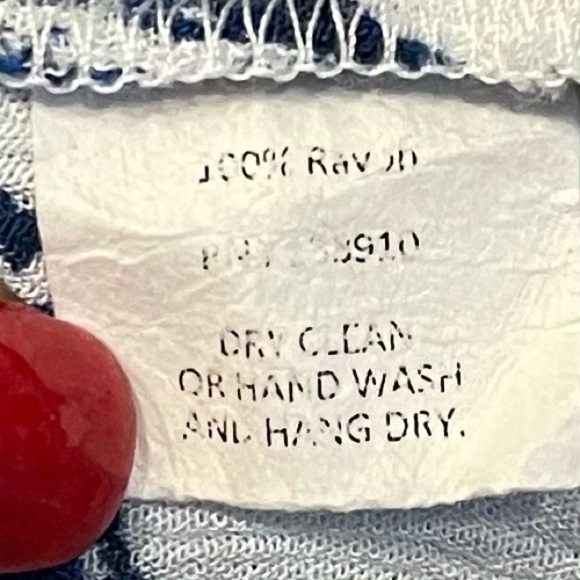 100% Rayon
DRY CLEAN
OR HAND WASH
AND HANG DRY.